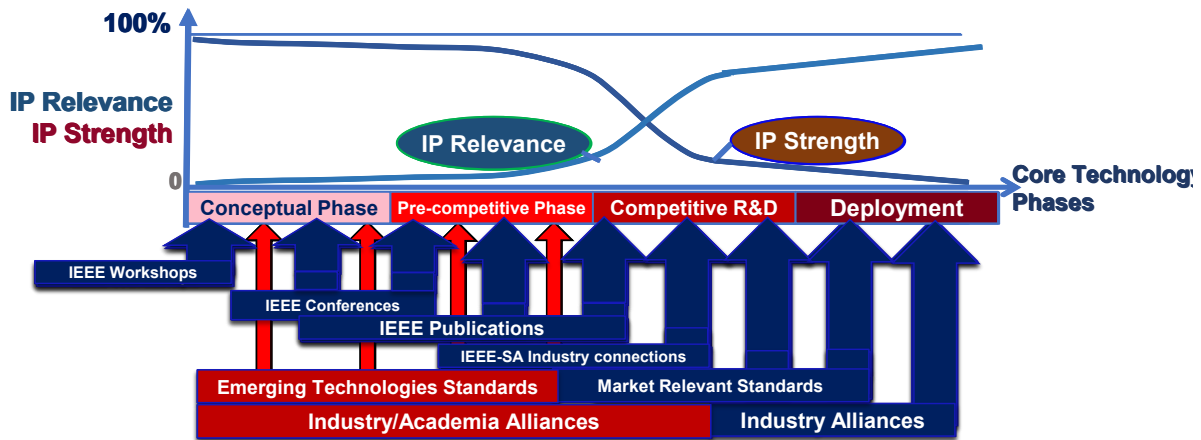 100%
IP Relevance
IP Strength
IP Relevance
IP Strength
0
Core Technology
Phases
Conceptual Phase
Pre-competitive Phase
Competitive R&D
Deployment
IEEE Workshops
IEEE Conferences
IEEE Publications
IEEE-SA Industry connections
Emerging Technologies Standards
Market Relevant Standards
Industry/Academia Alliances
Industry Alliances